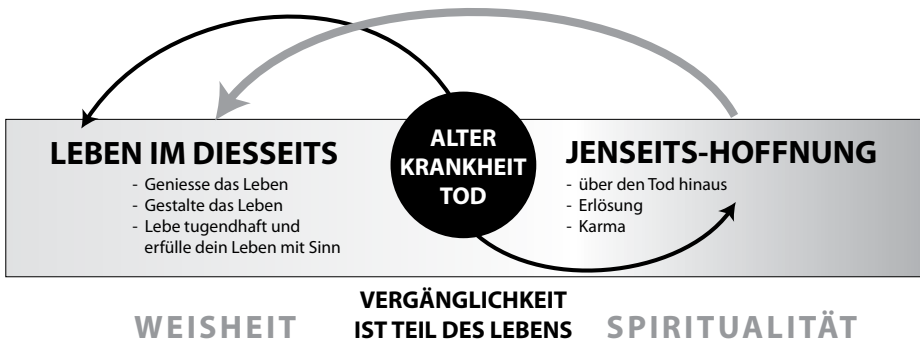 LEBEN IM DIESSEITS
- Geniesse das Leben
- Gestalte das Leben
- Lebe tugendhaft und
erfülle dein Leben mit Sinn
ALTER
KRANKHEIT
TOD
JENSEITS-HOFFNUNG
- über den Tod hinaus
- Erlösung
- Karma
WEISHEIT
VERGÄNGLICHKEIT
IST TEIL DES LEBENS
SPIRITUALITÄT